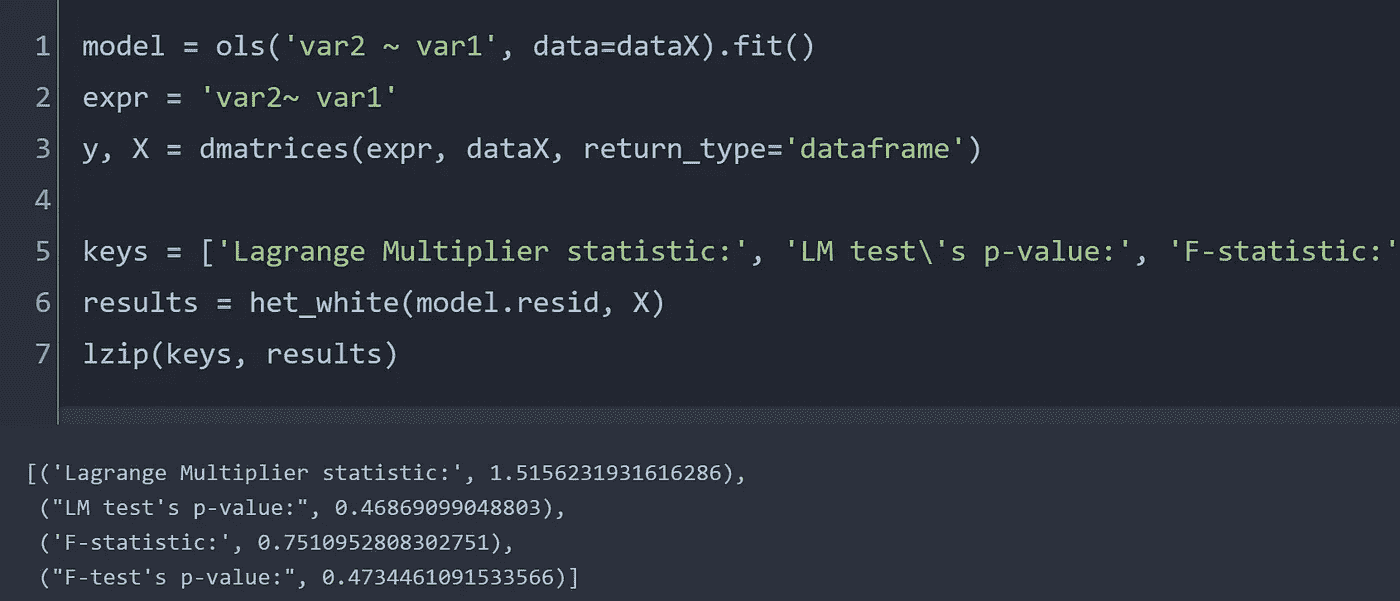 1 model = ols('var2 ~ var1', data=dataX).fit()
2 expr = 'var2~ var1'
3 y, X = dmatrices(expr, dataX, return_type='dataframe')
4
5 keys = ['Lagrange Multiplier statistic:', 'LM test\'s p-value:', 'F-statistic:'
6 results = het_white(model.resid, X)
7 lzip(keys, results)
[('Lagrange Multiplier statistic:', 1.5156231931616286),
("LM test's p-value:", 0.46869099048803),
('F-statistic:', 0.7510952808302751),
("F-test's p-value:", 0.4734461091533566)]